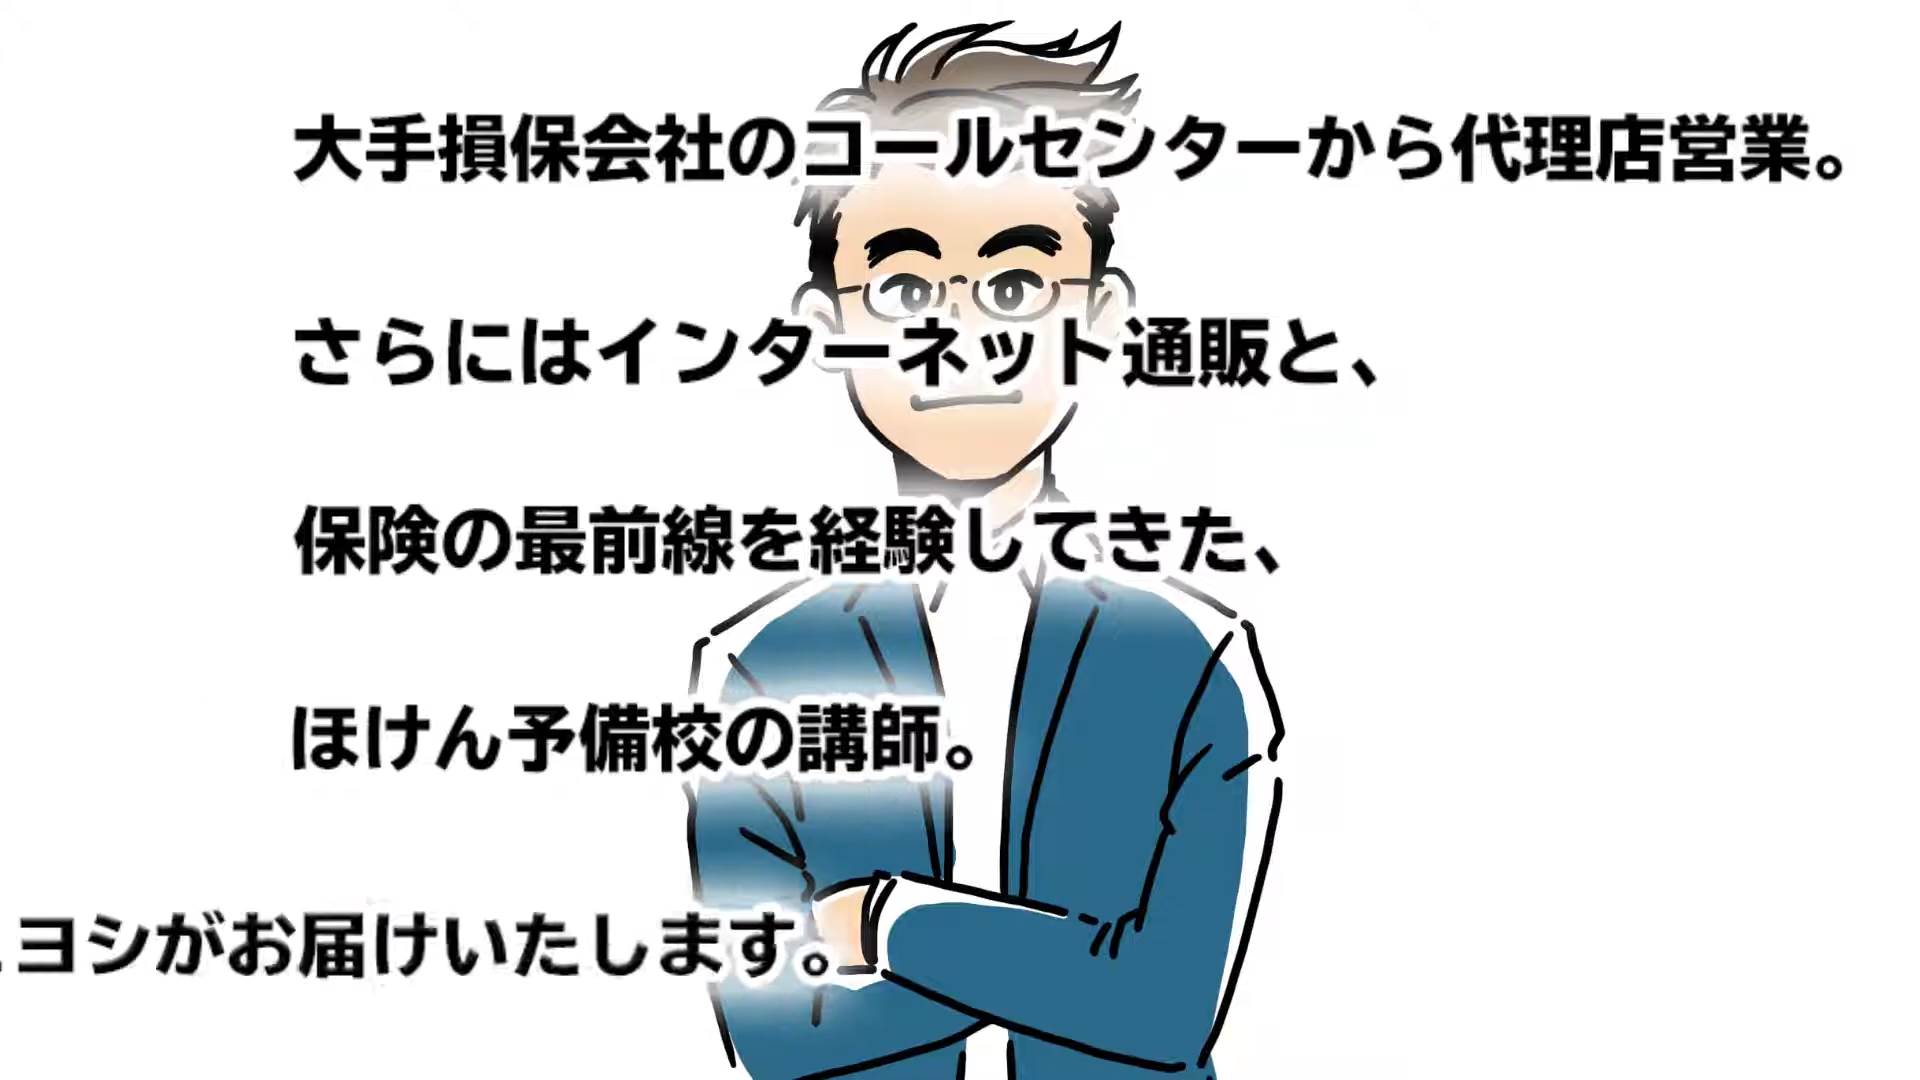 大手損保会社のコールセンターから代理店営業。
さらにはインターネット通販と、
保険の最前線を経験してきた、
ほけん予備校の講師。
ヨシがお届けいたします。